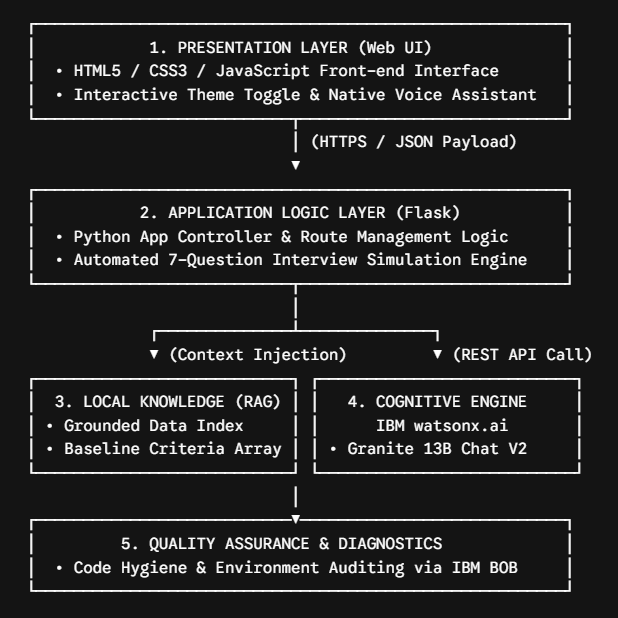 1. PRESENTATION LAYER (Web UI)
• HTML5 / CSS3 / JavaScript Front-end Interface
• Interactive Theme Toggle & Native Voice Assistant
(HTTPS / JSON Payload)
2. APPLICATION LOGIC LAYER (Flask)
• Python App Controller & Route Management Logic
• Automated 7-Question Interview Simulation Engine
(Context Injection)
(REST API Call)
3. LOCAL KNOWLEDGE (RAG)
• Grounded Data Index
• Baseline Criteria Array
4. COGNITIVE ENGINE
IBM watsonx.ai
• Granite 13B Chat V2
5. QUALITY ASSURANCE & DIAGNOSTICS
• Code Hygiene & Environment Auditing via IBM BOB